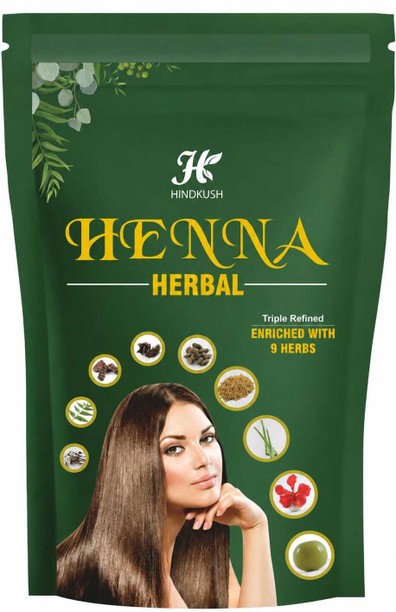 H
HINDKUSH
HENNA
HERBAL
Triple Refined
ENRICHED WITH
9 HERBS